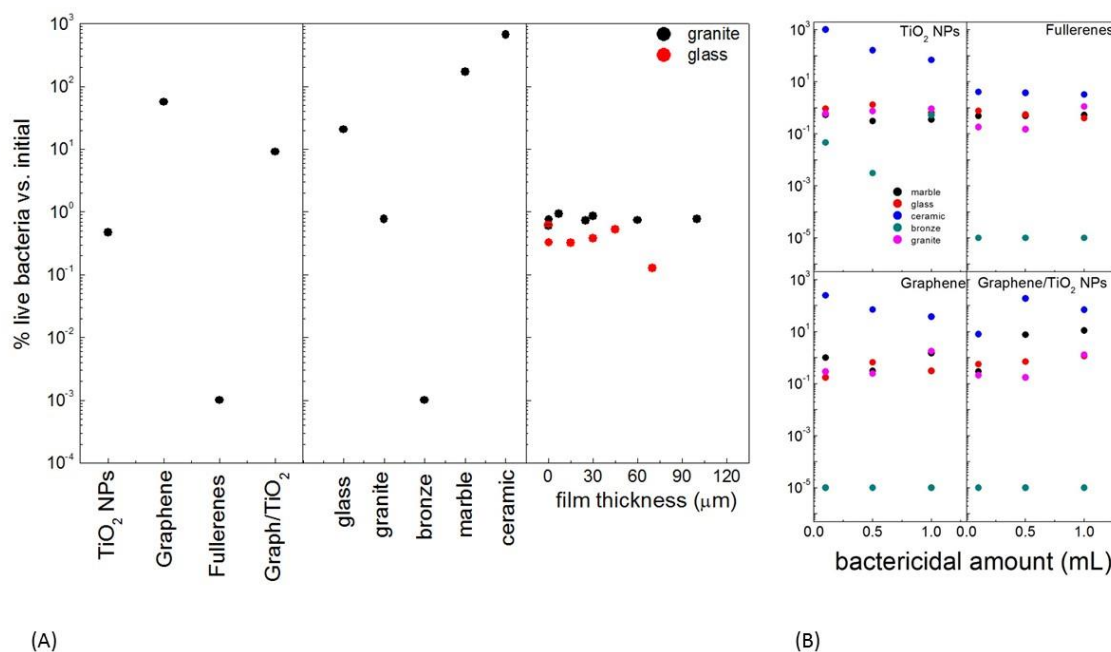 % live bacteria vs. initial
10³
10²
10¹
10⁰
10⁻¹
10⁻²
10⁻³
10⁻⁴
TiO₂ NPs
Graphene
Fullerenes
Graph/TiO₂
glass
granite
bronze
marble
ceramic
granite
glass
0 30 60 90 120
film thickness (μm)
(A)
TiO₂ NPs
Fullerenes
10³
10¹
10⁻¹
10⁻³
10⁻⁵
marble
glass
ceramic
bronze
granite
Graphene
Graphene/TiO₂ NPs
10³
10¹
10⁻¹
10⁻³
10⁻⁵
0.0 0.5 1.0 0.0 0.5 1.0
bactericidal amount (mL)
(B)